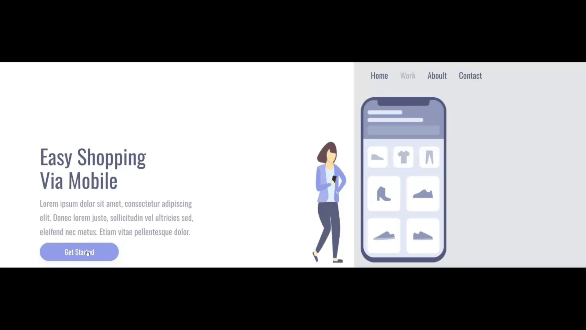 Home Work Aboult Contact
Easy Shopping
Via Mobile
Lorem ipsum dolor sit amet, consectetur adipiscing
elit. Donec lorem justo, sollicitudin vel ultricies sed,
eleifend nec metus. Etiam vitae pellentesque dolor.
Get Started